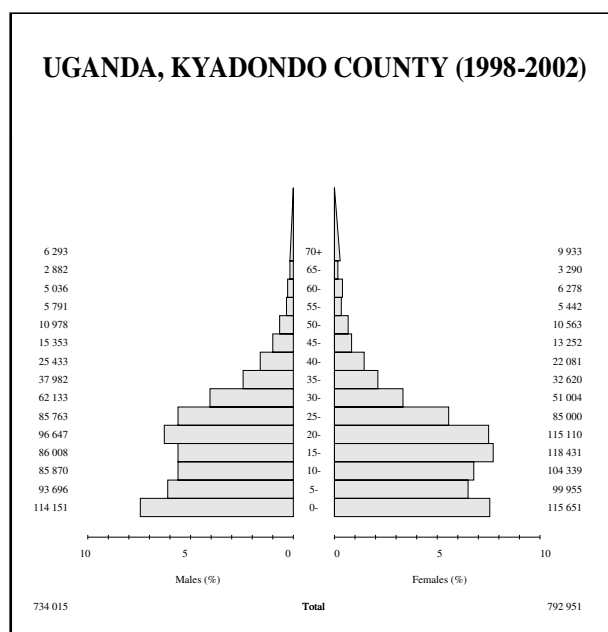 UGANDA, KYADONDO COUNTY (1998-2002)
6 293 70+ 9 933
2 882 65- 3 290
5 036 60- 6 278
5 791 55- 5 442
10 978 50- 10 563
15 353 45- 13 252
25 433 40- 22 081
37 982 35- 32 620
62 133 30- 51 004
85 763 25- 85 000
96 647 20- 115 110
86 008 15- 118 431
85 870 10- 104 339
93 696 5- 99 955
114 151 0- 115 651
10 5 0 0 5 10
Males (%) Females (%)
734 015 Total 792 951